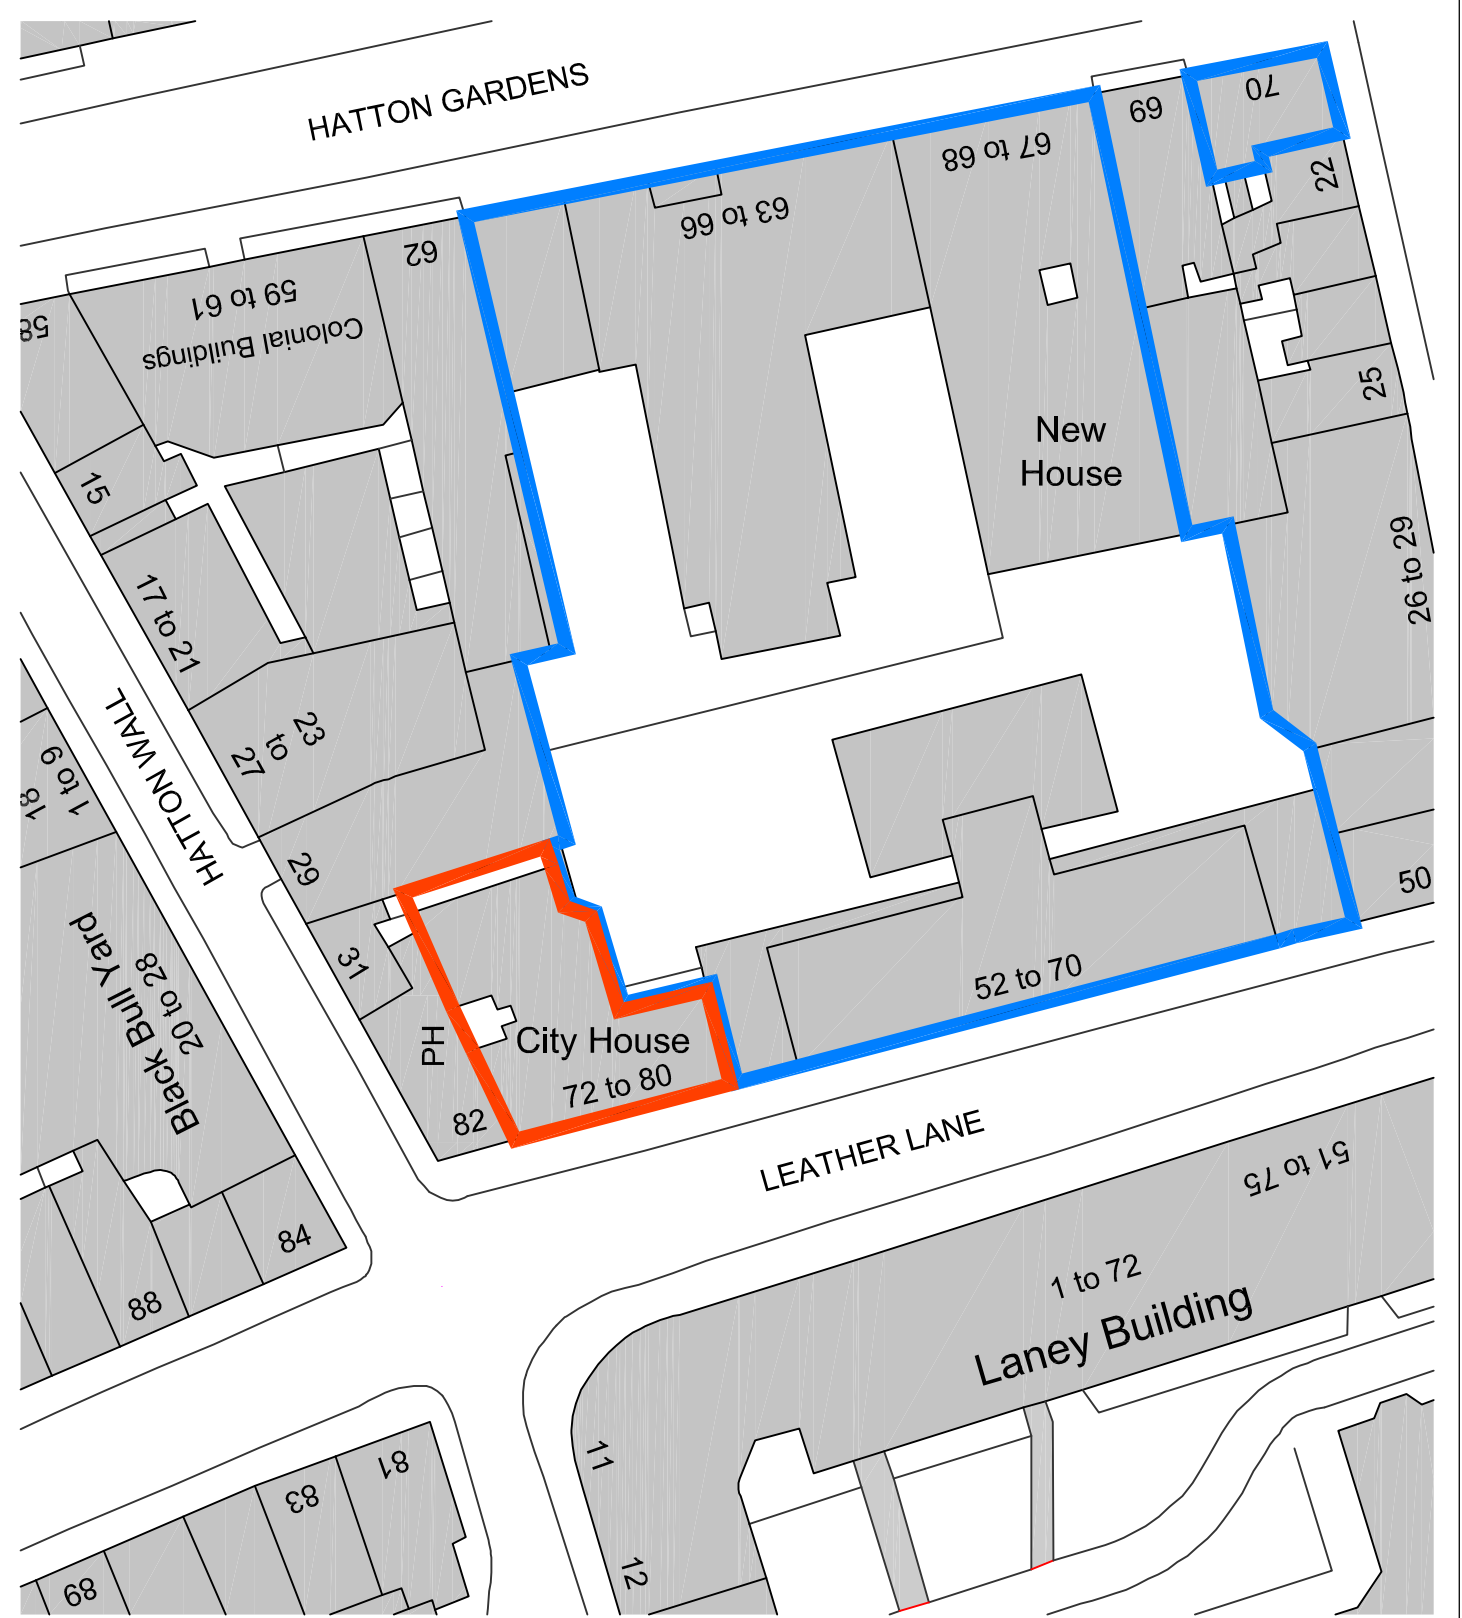 HATTON GARDENS
70
69
67 to 68
63 to 66
22
62
59 to 61
Colonial Buildings
58
25
New
House
15
26 to 29
17 to 21
23
to
27
HATTON WALL
1 to 9
18
29
50
31
52 to 70
Black Bull Yard
20 to 28
PH
City House
72 to 80
82
LEATHER LANE
51 to 75
84
1 to 72
88
Laney Building
11
81
83
12
89